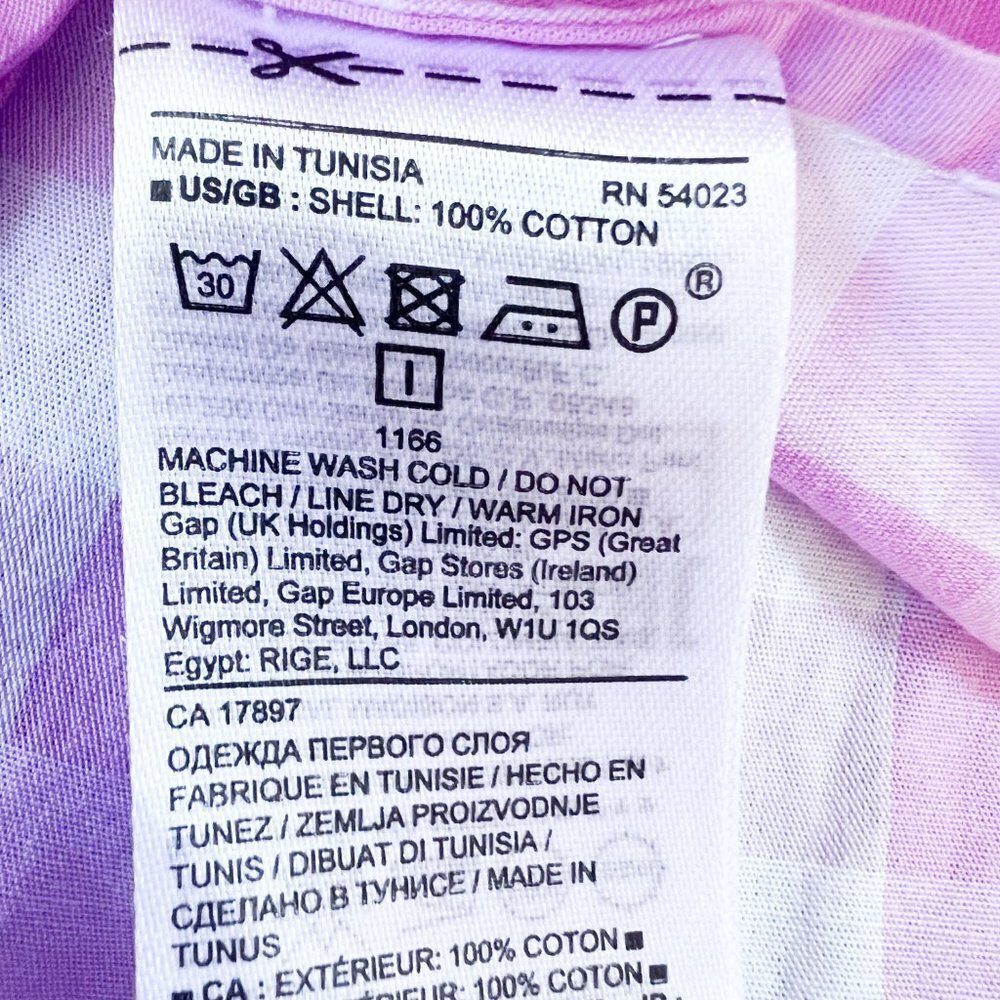 MADE IN TUNISIA
RN 54023
US/GB : SHELL: 100% COTTON
30
P
®
1166
MACHINE WASH COLD / DO NOT
BLEACH / LINE DRY / WARM IRON
Gap (UK Holdings) Limited: GPS (Great
Britain) Limited, Gap Stores (Ireland)
Limited, Gap Europe Limited, 103
Wigmore Street, London, W1U 1QS
Egypt: RIGE, LLC
CA 17897
ОДЕЖДА ПЕРВОГО СЛОЯ
FABRIQUE EN TUNISIE / HECHO EN
TUNEZ / ZEMLJA PROIZVODNJE
TUNIS / DIBUAT DI TUNISIA /
СДЕЛАНО В ТУНИСЕ / MADE IN
TUNUS
CA : EXTÉRIEUR: 100% COTON
100% COTON